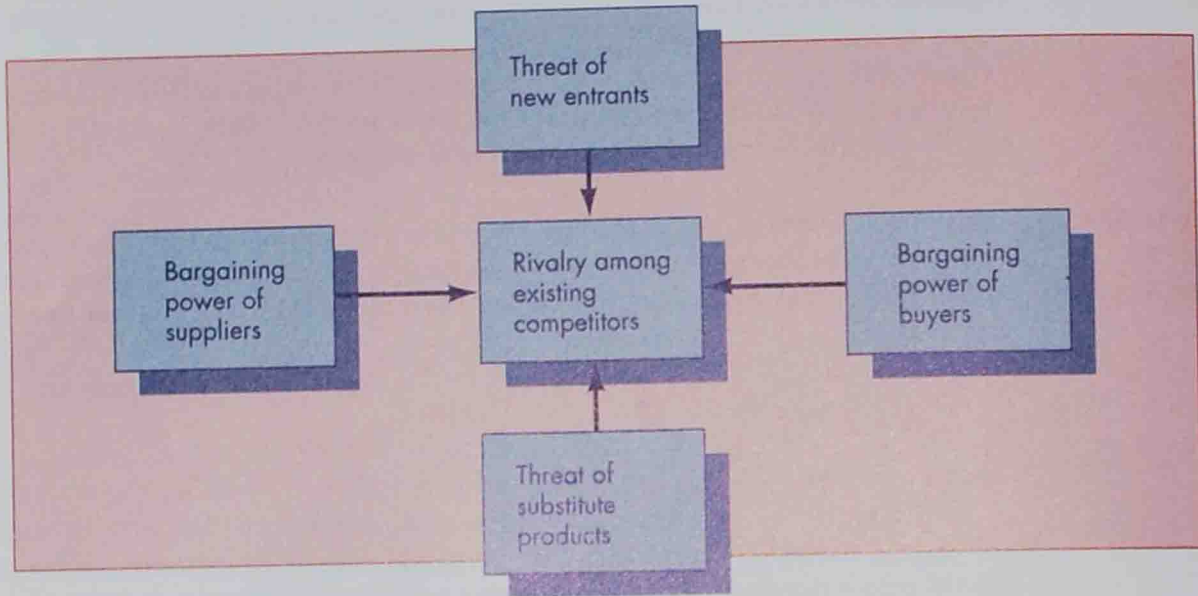 Threat of
new entrants
Bargaining
power of
suppliers
Rivalry among
existing
competitors
Bargaining
power of
buyers
Threat of
substitute
products